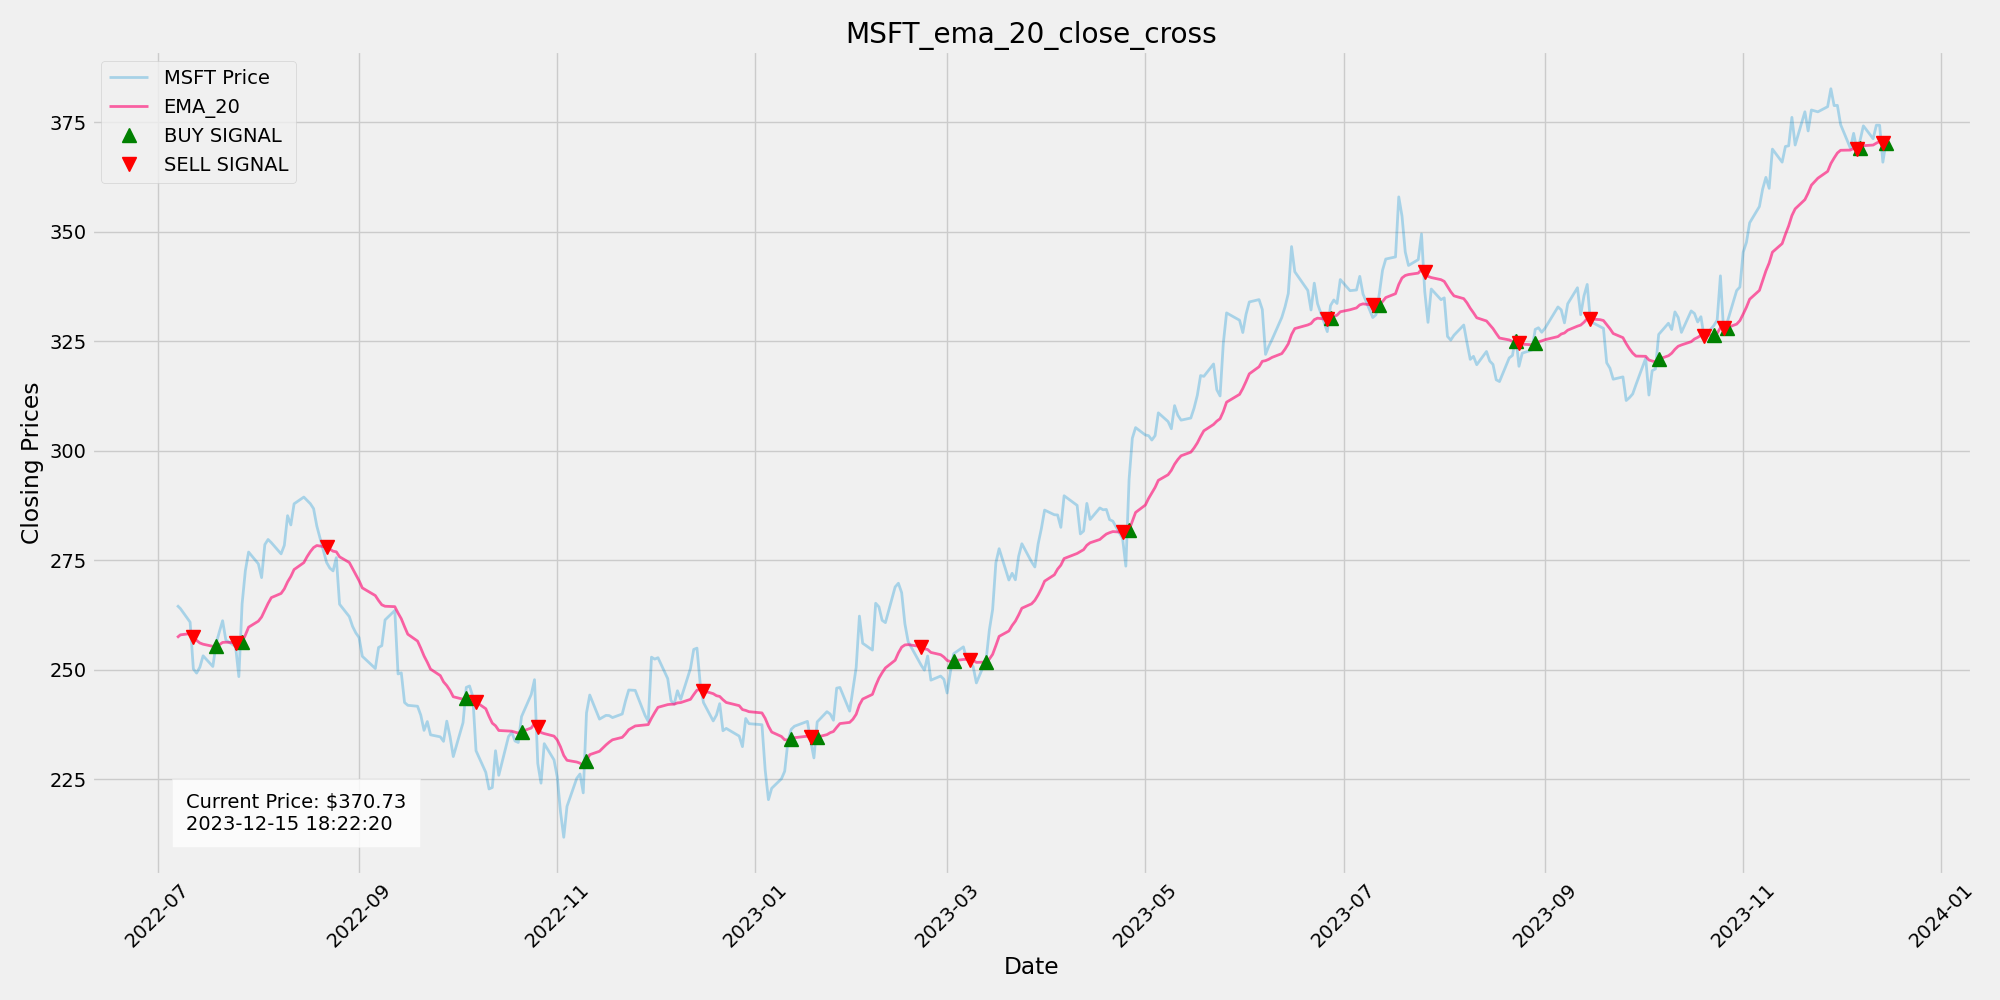 MSFT_ema_20_close_cross
MSFT Price
EMA_20
BUY SIGNAL
SELL SIGNAL
375
350
325
300
275
250
225
Closing Prices
Current Price: $370.73
2023-12-15 18:22:20
2022-07
2022-09
2022-11
2023-01
2023-03
2023-05
2023-07
2023-09
2023-11
2024-01
Date